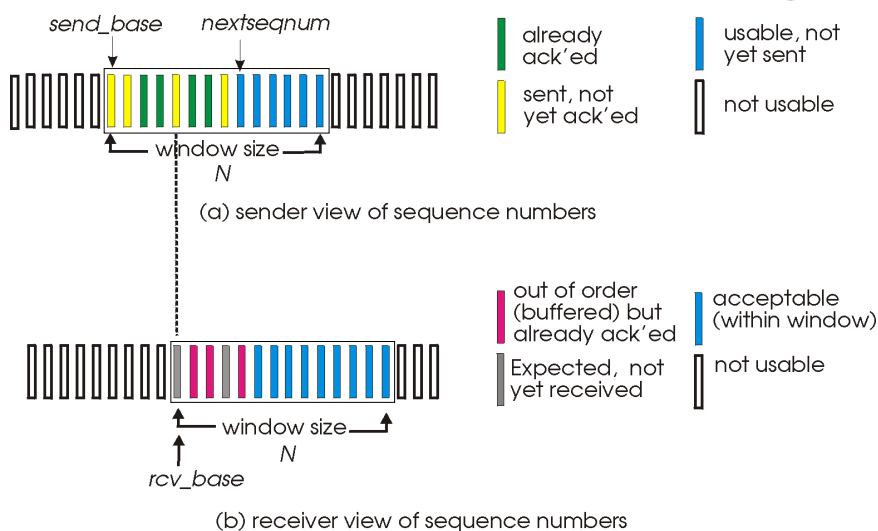 send_base
nextseqnum
already
ack'ed
usable, not
yet sent
sent, not
yet ack'ed
not usable
window size
N
(a) sender view of sequence numbers
out of order
(buffered) but
already ack'ed
acceptable
(within window)
Expected, not
yet received
not usable
window size
N
rcv_base
(b) receiver view of sequence numbers